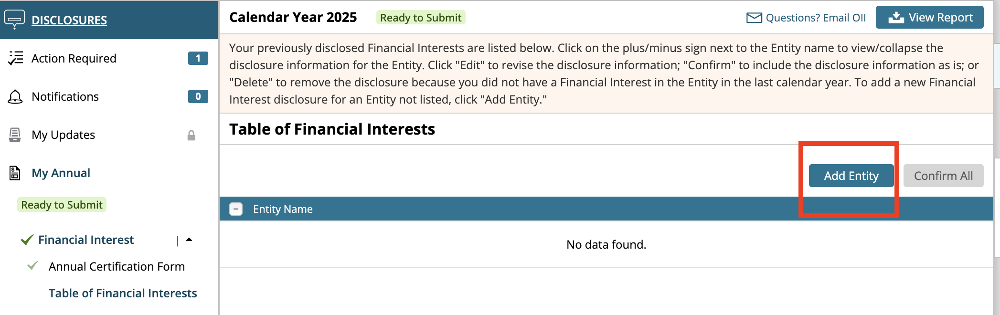 DISCLOSURES
Action Required 1
Notifications 0
My Updates
My Annual
Ready to Submit
Financial Interest
Annual Certification Form
Table of Financial Interests
Calendar Year 2025 Ready to Submit Questions? Email OII View Report
Your previously disclosed Financial Interests are listed below. Click on the plus/minus sign next to the Entity name to view/collapse the
disclosure information for the Entity. Click "Edit" to revise the disclosure information; "Confirm" to include the disclosure information as is; or
"Delete" to remove the disclosure because you did not have a Financial Interest in the Entity in the last calendar year. To add a new Financial
Interest disclosure for an Entity not listed, click "Add Entity."
Table of Financial Interests
Add Entity Confirm All
Entity Name
No data found.